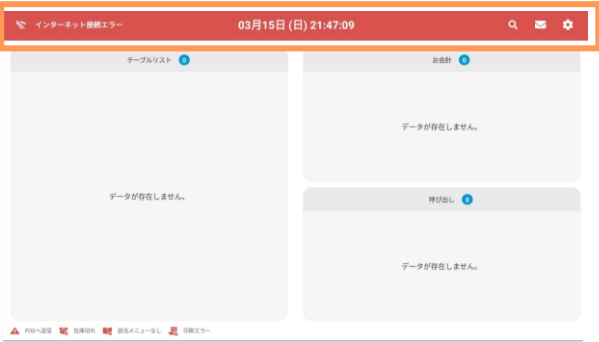 インターネット接続エラー 03月15日 (日) 21:47:09
テーブルリスト 0
お会計 0
データが存在しません。
データが存在しません。
呼び出し 0
データが存在しません。
POSへ送信 在庫切れ 該当メニューなし 印刷エラー